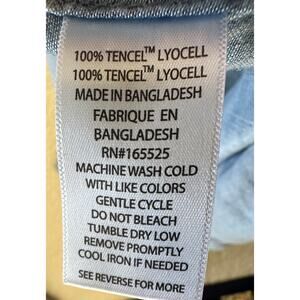 100% TENCEL™ LYOCELL
100% TENCEL™ LYOCELL
MADE IN BANGLADESH
FABRIQUE EN
BANGLADESH
RN#165525
MACHINE WASH COLD
WITH LIKE COLORS
GENTLE CYCLE
DO NOT BLEACH
TUMBLE DRY LOW
REMOVE PROMPTLY
COOL IRON IF NEEDED
SEE REVERSE FOR MORE